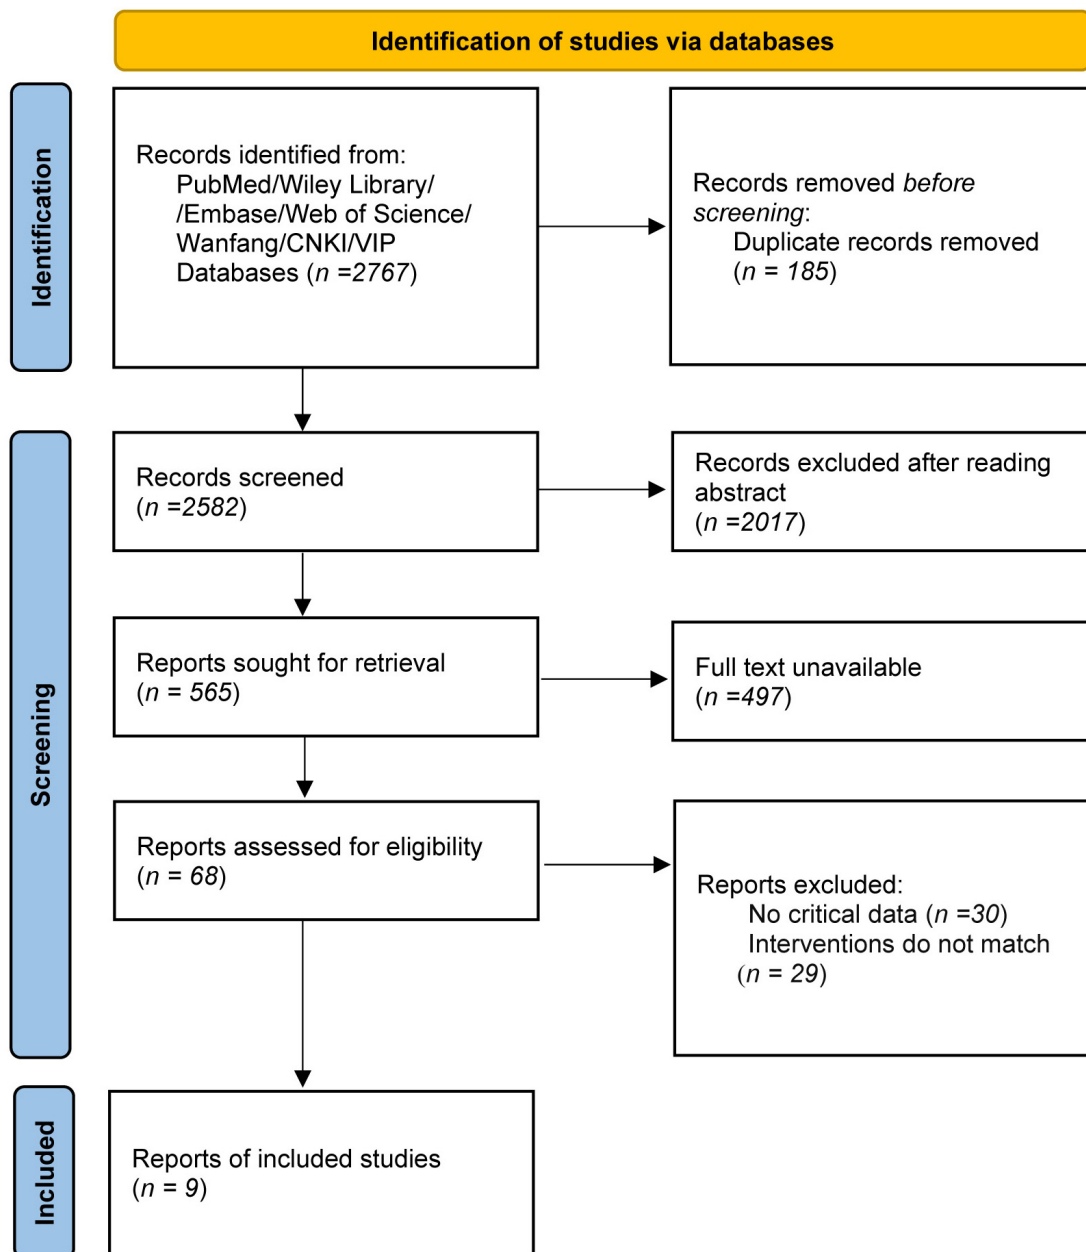 Identification of studies via databases
Identification
Records identified from:
PubMed/Wiley Library/
/Embase/Web of Science/
Wanfang/CNKI/VIP
Databases (n =2767)
Records removed before
screening:
Duplicate records removed
(n = 185)
Screening
Records screened
(n =2582)
Records excluded after reading
abstract
(n =2017)
Reports sought for retrieval
(n = 565)
Full text unavailable
(n =497)
Reports assessed for eligibility
(n = 68)
Reports excluded:
No critical data (n =30)
Interventions do not match
(n = 29)
Included
Reports of included studies
(n = 9)